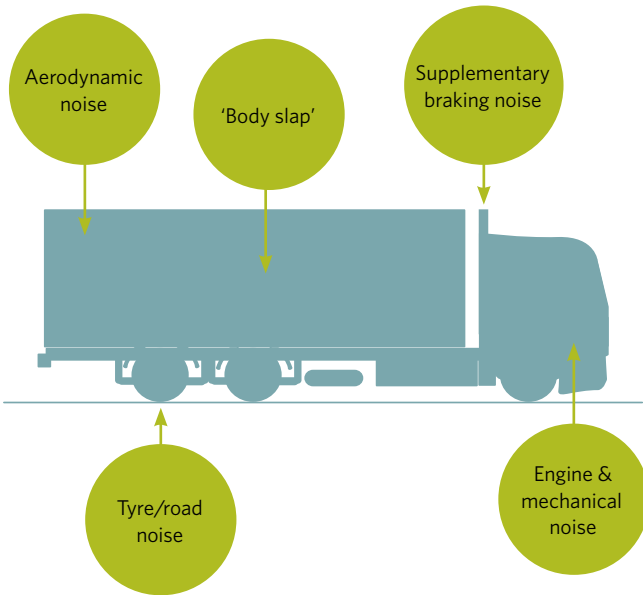 Aerodynamic
noise
‘Body slap’
Supplementary
braking noise
Tyre/road
noise
Engine &
mechanical
noise